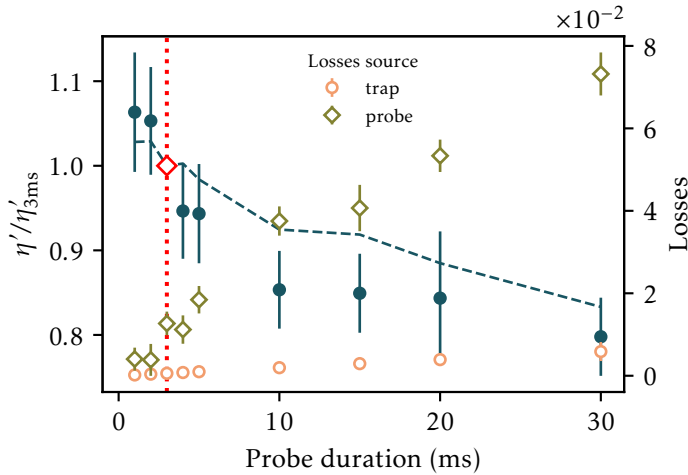 ×10⁻²
Losses source
trap
probe
1.1
1.0
0.9
0.8
η′/η′3ms
8
6
4
2
0
Losses
0 10 20 30
Probe duration (ms)